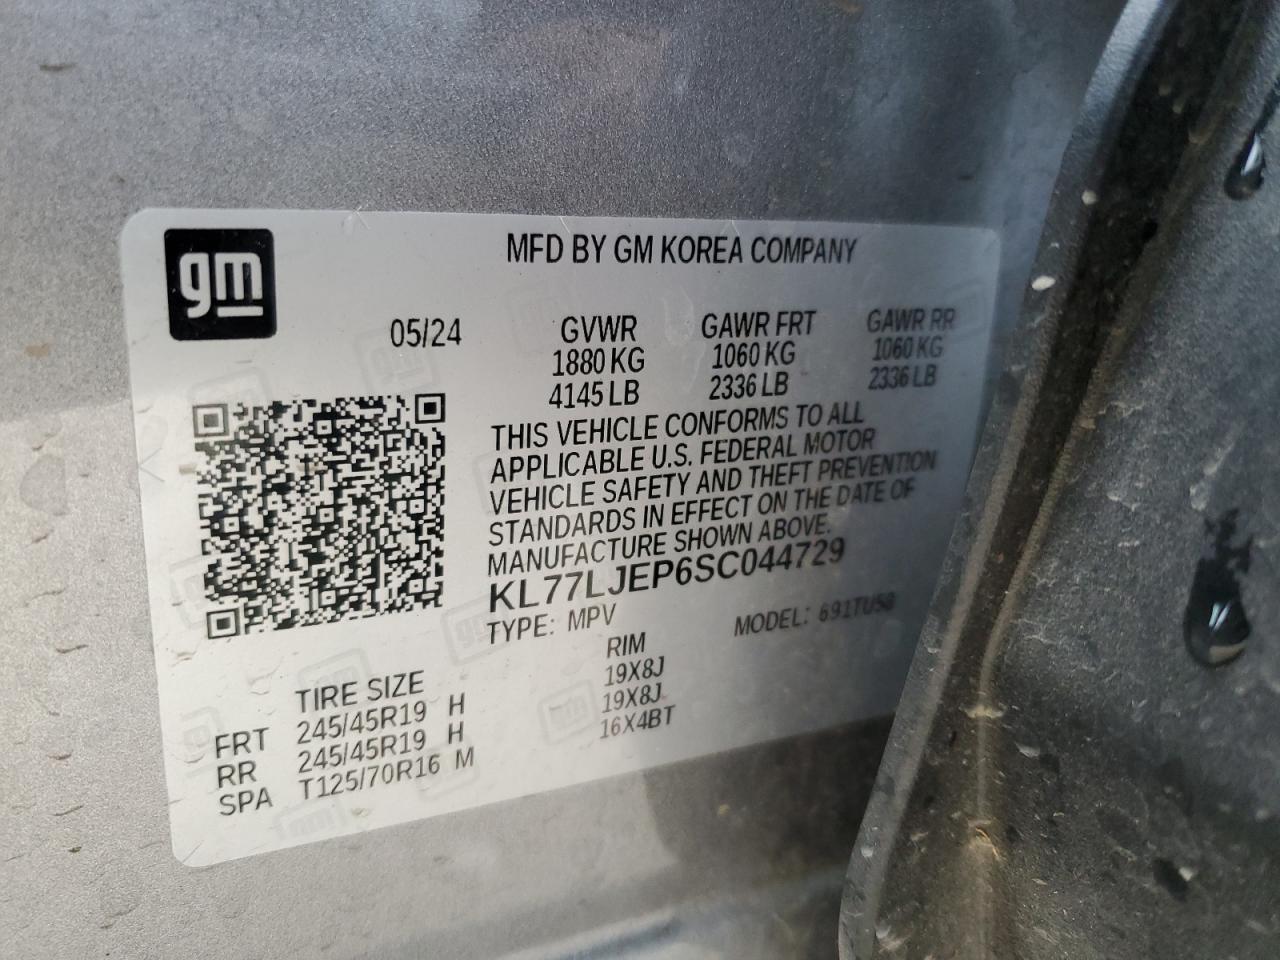 gm
MFD BY GM KOREA COMPANY
05/24 GVWR GAWR FRT GAWR RR
1880 KG 1060 KG 1060 KG
4145 LB 2336 LB 2336 LB
THIS VEHICLE CONFORMS TO ALL
APPLICABLE U.S. FEDERAL MOTOR
VEHICLE SAFETY AND THEFT PREVENTION
STANDARDS IN EFFECT ON THE DATE OF
MANUFACTURE SHOWN ABOVE.
KL77LJEP6SC044729
TYPE: MPV MODEL: 691TU58
TIRE SIZE RIM
FRT 245/45R19 H 19X8J
RR 245/45R19 H 19X8J
SPA T125/70R16 M 16X4BT